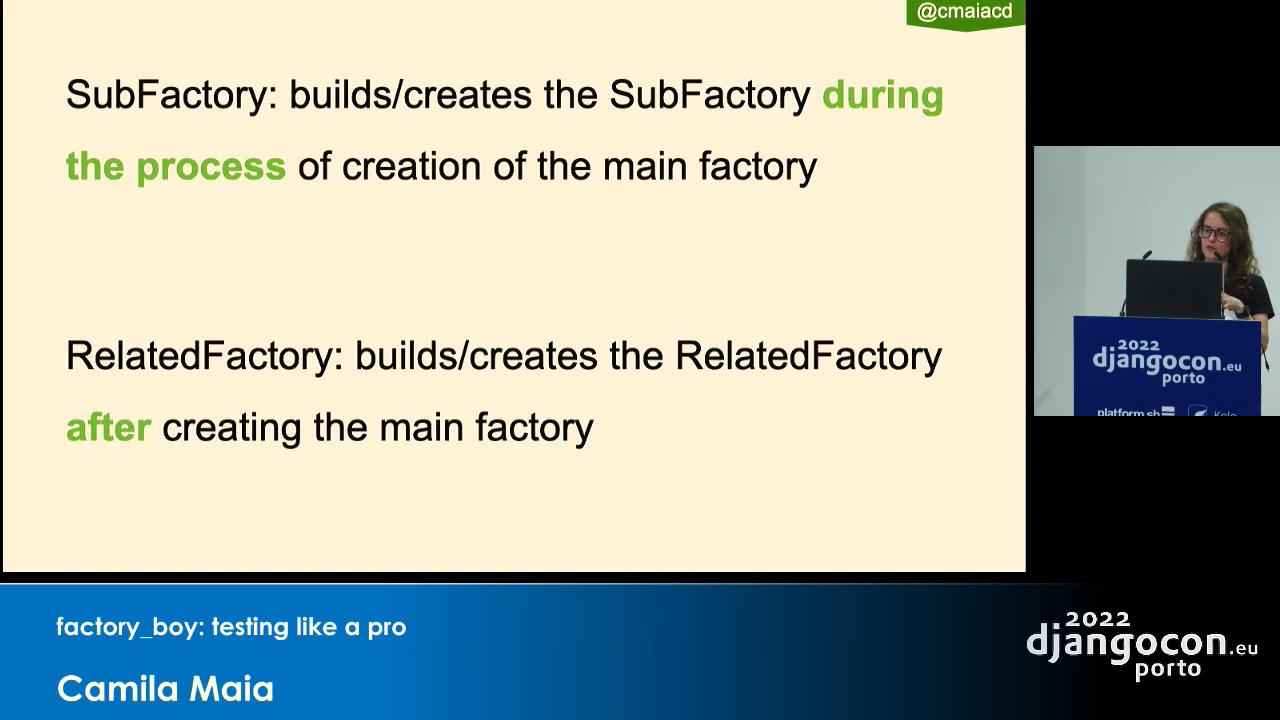 @cmaiacd
SubFactory: builds/creates the SubFactory during
the process of creation of the main factory
RelatedFactory: builds/creates the RelatedFactory
after creating the main factory
2022
djangocon.eu
porto
platform.sh
Kolo
factory_boy: testing like a pro
Camila Maia
2022
djangocon.eu
porto